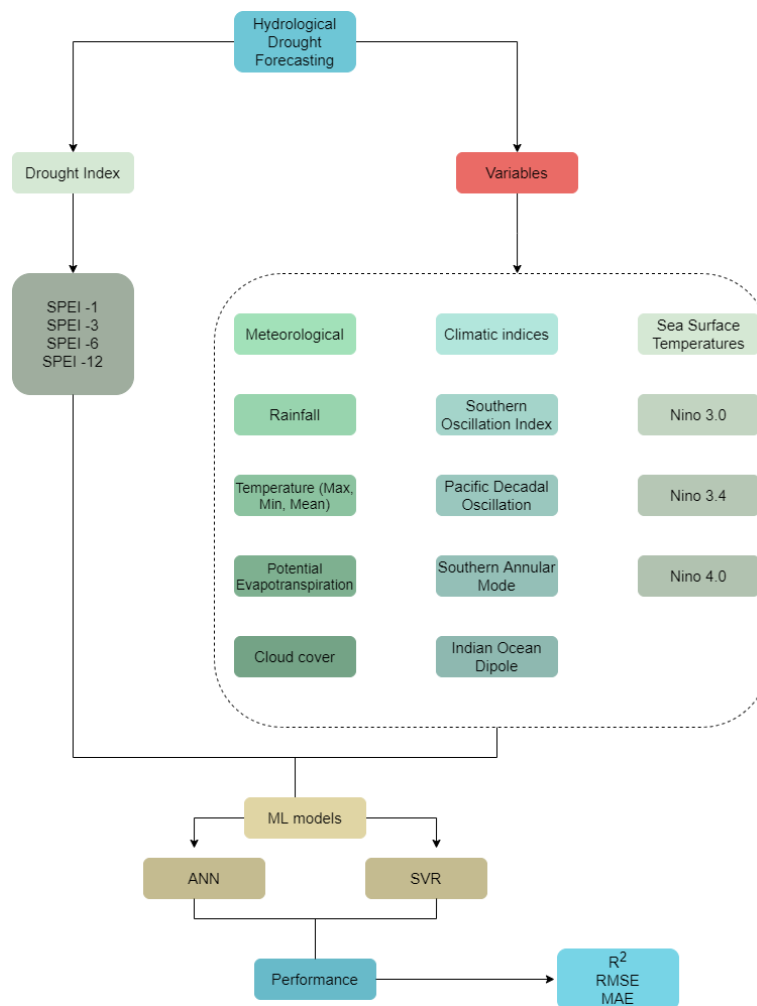 Hydrological
Drought
Forecasting
Drought Index
Variables
SPEI -1
SPEI -3
SPEI -6
SPEI -12
Meteorological
Climatic indices
Sea Surface
Temperatures
Rainfall
Southern
Oscillation Index
Nino 3.0
Temperature (Max,
Min, Mean)
Pacific Decadal
Oscillation
Nino 3.4
Potential
Evapotranspiration
Southern Annular
Mode
Nino 4.0
Cloud cover
Indian Ocean
Dipole
ML models
ANN
SVR
Performance
R²
RMSE
MAE